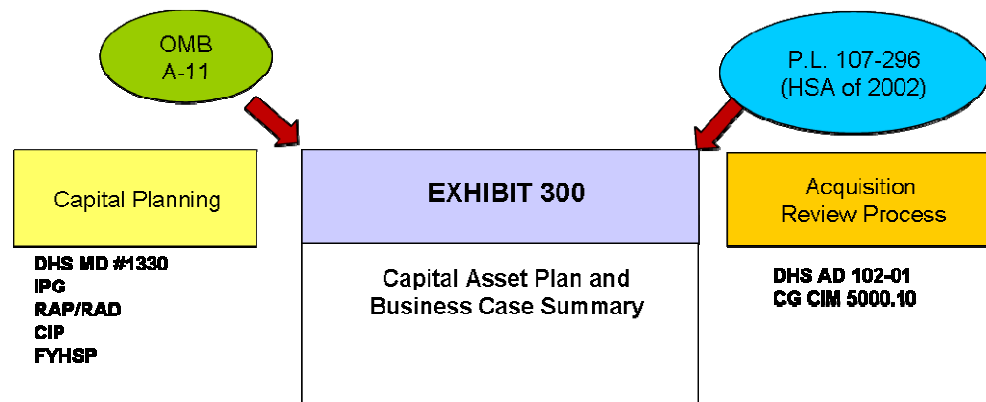 OMB
A-11
P.L. 107-296
(HSA of 2002)
Capital Planning
EXHIBIT 300
Acquisition
Review Process
DHS MD #1330
IPG
RAP/RAD
CIP
FYHSP
Capital Asset Plan and
Business Case Summary
DHS AD 102-01
CG CIM 5000.10